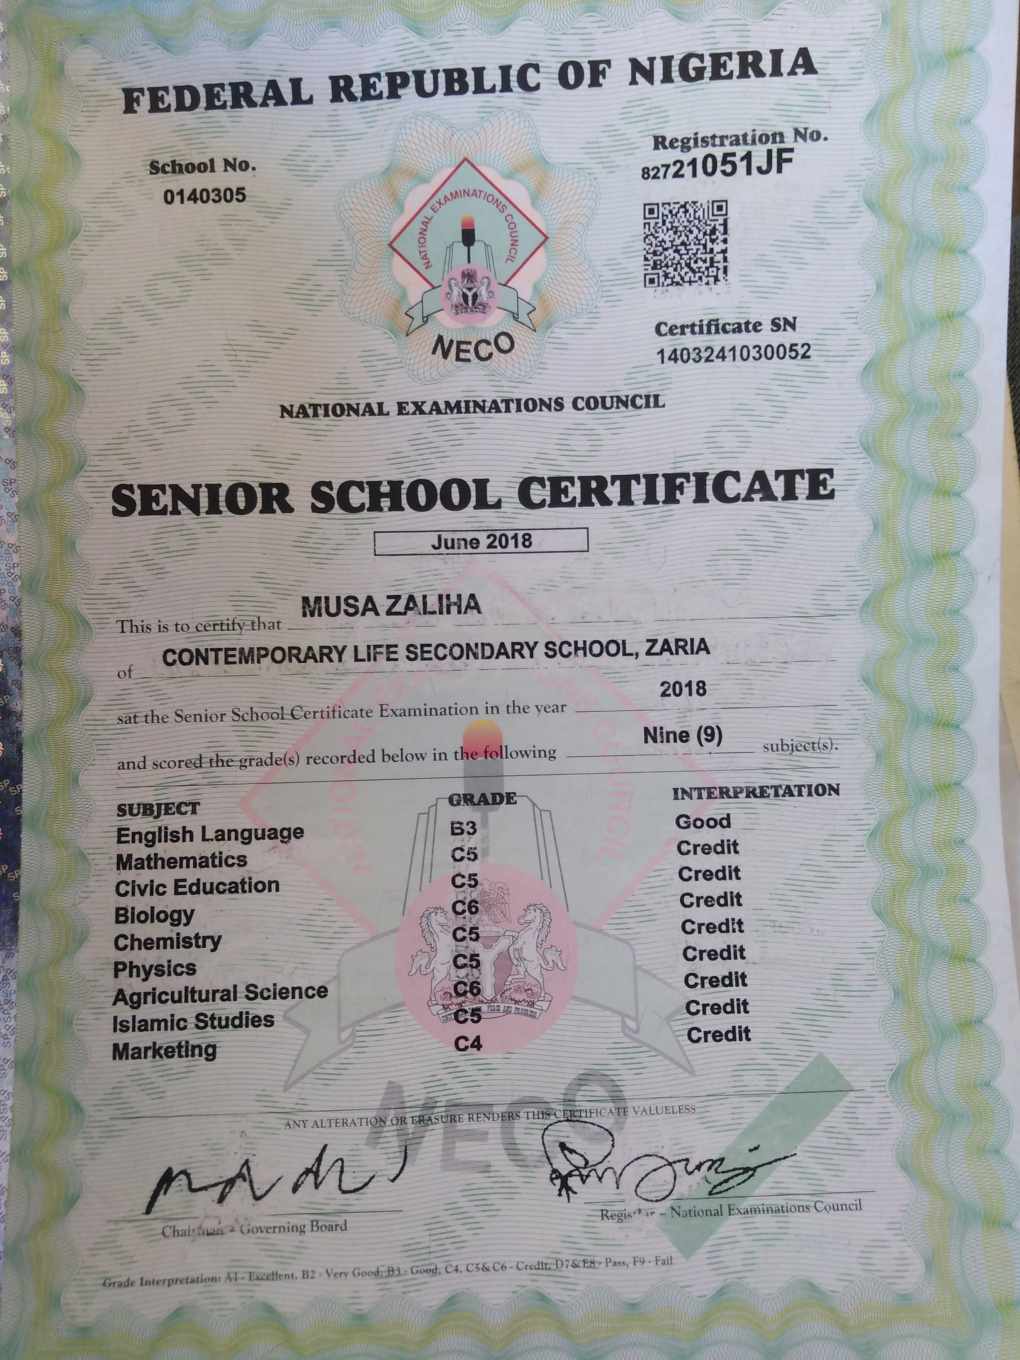 FEDERAL REPUBLIC OF NIGERIA
School No.
0140305
Registration No.
82721051JF
NATIONAL EXAMINATIONS COUNCIL
NECO
Certificate SN
1403241030052
NATIONAL EXAMINATIONS COUNCIL
SENIOR SCHOOL CERTIFICATE
June 2018
This is to certify that MUSA ZALIHA
of CONTEMPORARY LIFE SECONDARY SCHOOL, ZARIA
sat the Senior School Certificate Examination in the year 2018
and scored the grade(s) recorded below in the following Nine (9) subject(s).
SUBJECT GRADE INTERPRETATION
English Language B3 Good
Mathematics C5 Credit
Civic Education C5 Credit
Biology C6 Credit
Chemistry C5 Credit
Physics C5 Credit
Agricultural Science C6 Credit
Islamic Studies C5 Credit
Marketing C4 Credit
NECO
ANY ALTERATION OR ERASURE RENDERS THIS CERTIFICATE VALUELESS
Chairman - Governing Board
Registrar - National Examinations Council
Grade Interpretation: A1 - Excellent, B2 - Very Good, B3 - Good, C4, C5 & C6 - Credit, D7 & E8 - Pass, F9 - Fail